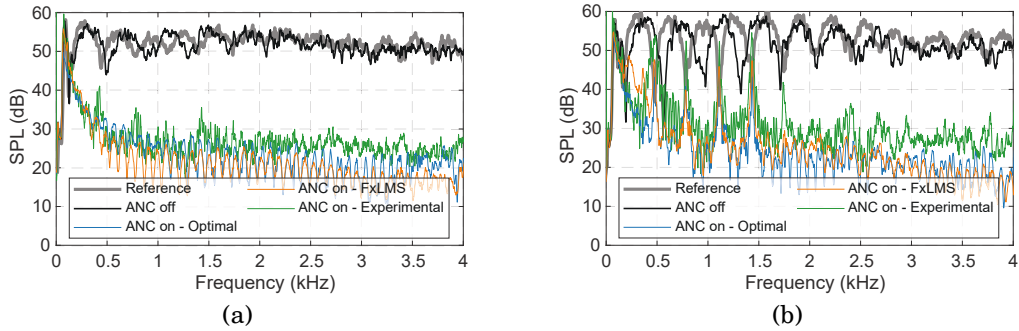 60
50
40
30
20
10
0
SPL (dB)
Reference
ANC off
ANC on - Optimal
ANC on - FxLMS
ANC on - Experimental
0 0.5 1 1.5 2 2.5 3 3.5 4
Frequency (kHz)
(a)
60
50
40
30
20
10
0
SPL (dB)
Reference
ANC off
ANC on - Optimal
ANC on - FxLMS
ANC on - Experimental
0 0.5 1 1.5 2 2.5 3 3.5 4
Frequency (kHz)
(b)